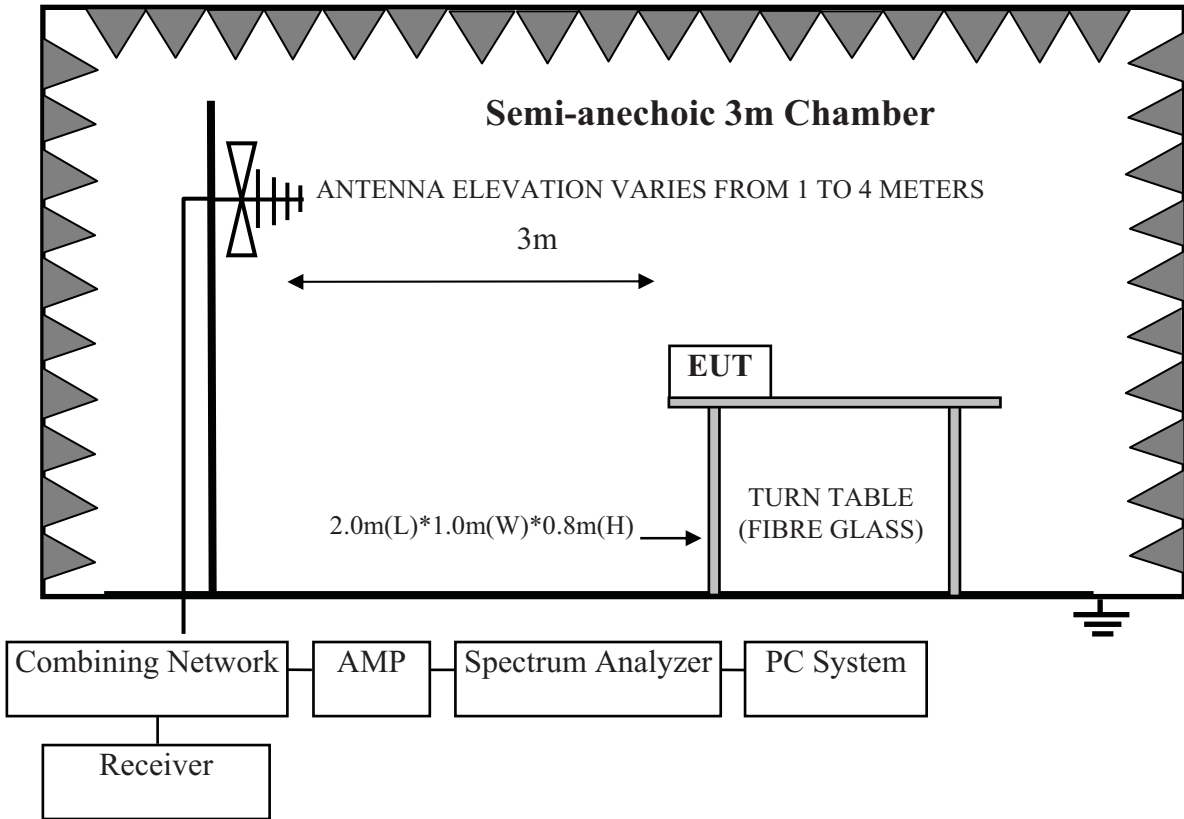 Semi-anechoic 3m Chamber
ANTENNA ELEVATION VARIES FROM 1 TO 4 METERS
3m
EUT
2.0m(L)*1.0m(W)*0.8m(H)
TURN TABLE
(FIBRE GLASS)
Combining Network
AMP
Spectrum Analyzer
PC System
Receiver